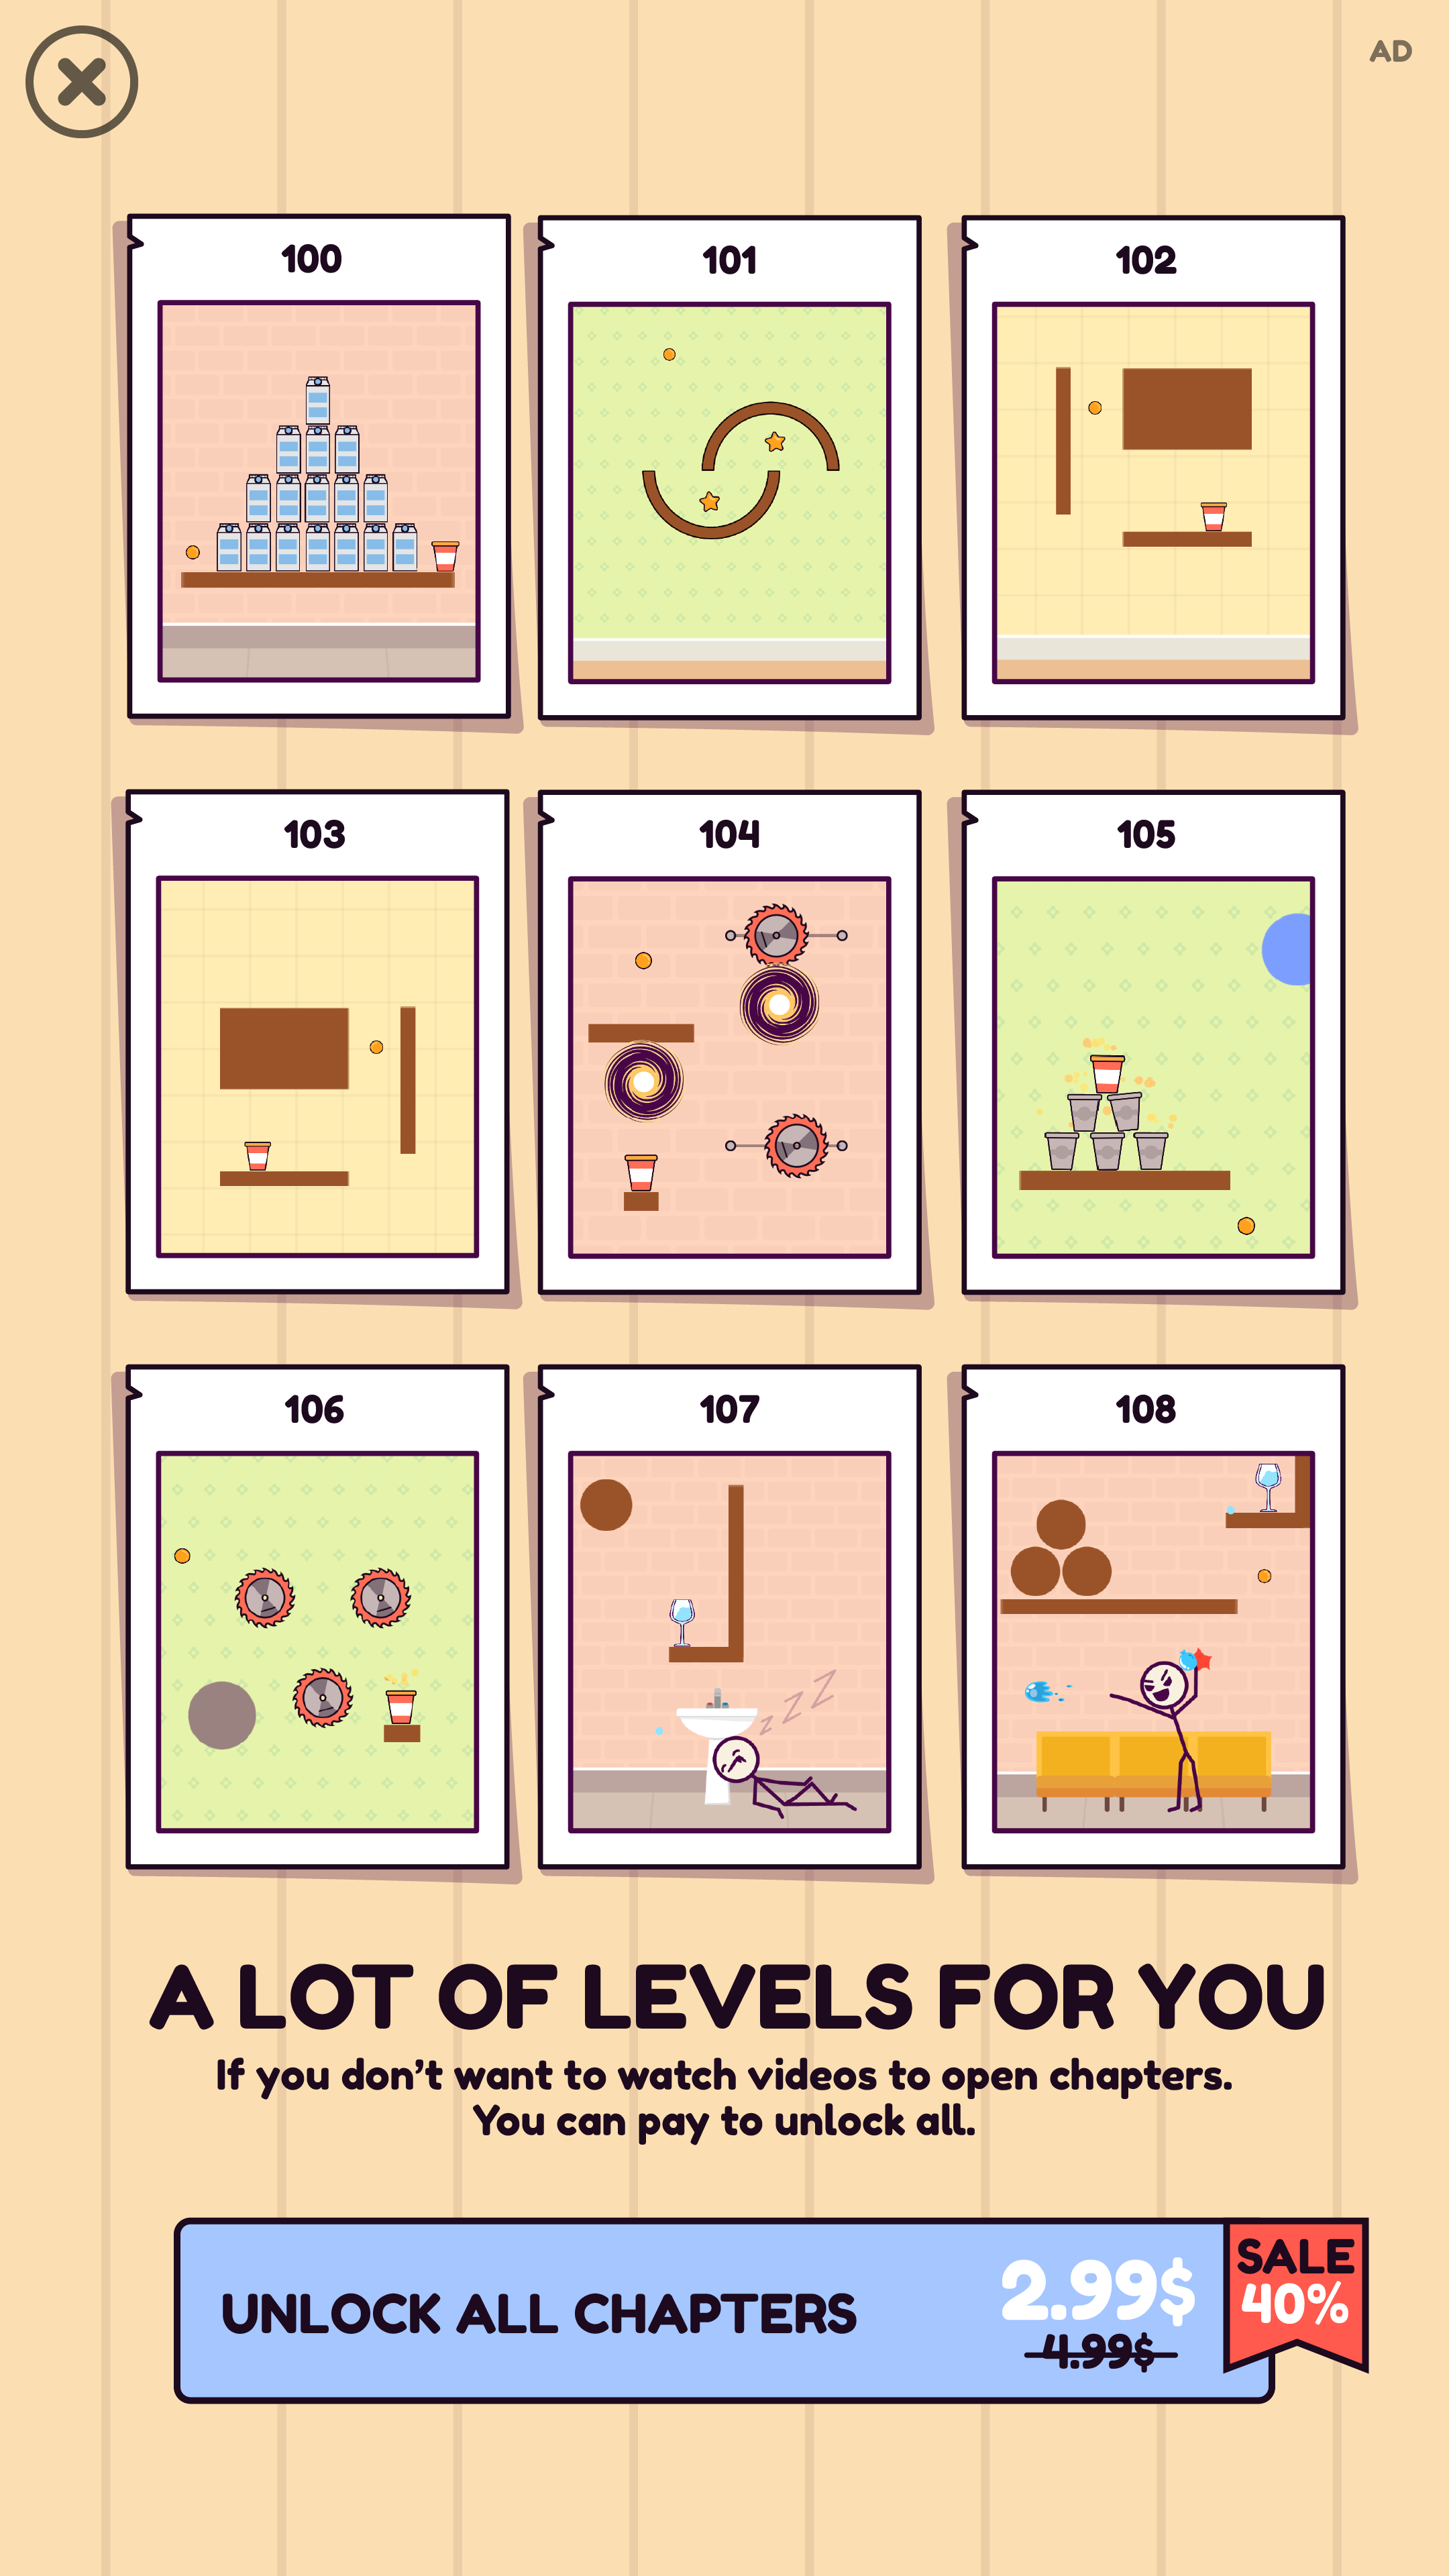 AD
100
101
102
103
104
105
106
107
108
zZZ
A LOT OF LEVELS FOR YOU
If you don’t want to watch videos to open chapters.
You can pay to unlock all.
UNLOCK ALL CHAPTERS
2.99$
4.99$
SALE
40%